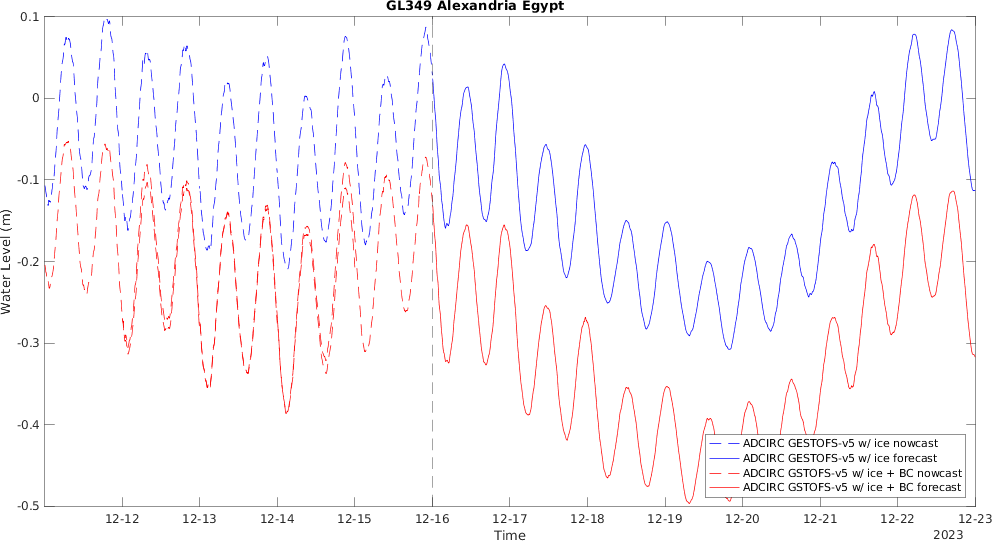 GL349 Alexandria Egypt
0.1
0
-0.1
-0.2
-0.3
-0.4
-0.5
Water Level (m)
ADCIRC GESTOFS-v5 w/ ice nowcast
ADCIRC GESTOFS-v5 w/ ice forecast
ADCIRC GSTOFS-v5 w/ ice + BC nowcast
ADCIRC GSTOFS-v5 w/ ice + BC forecast
12-12 12-13 12-14 12-15 12-16 12-17 12-18 12-19 12-20 12-21 12-22 12-23
Time
2023